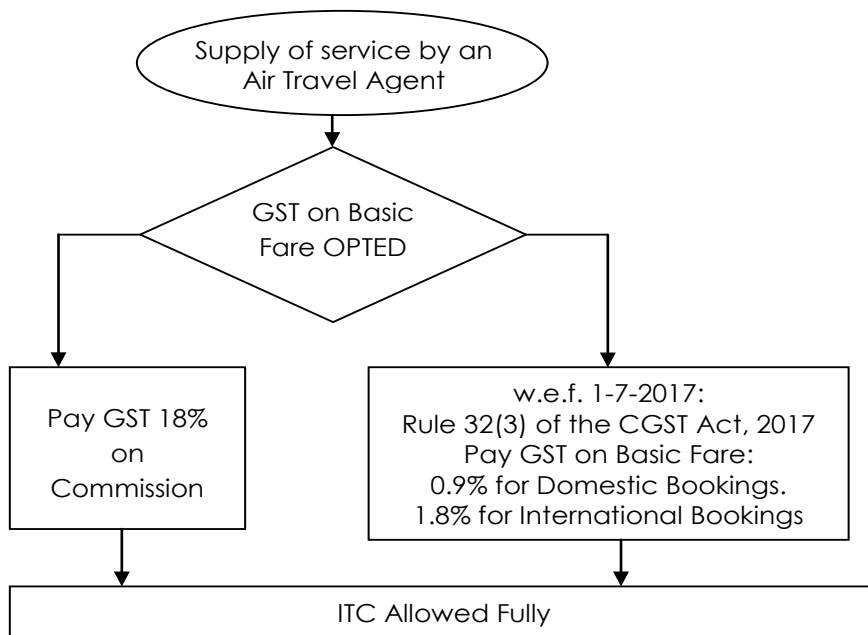 Supply of service by an
Air Travel Agent
GST on Basic
Fare OPTED
Pay GST 18%
on
Commission
w.e.f. 1-7-2017:
Rule 32(3) of the CGST Act, 2017
Pay GST on Basic Fare:
0.9% for Domestic Bookings.
1.8% for International Bookings
ITC Allowed Fully